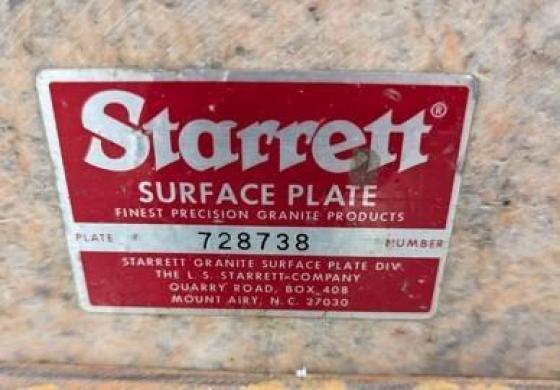 Starrett®
SURFACE PLATE
FINEST PRECISION GRANITE PRODUCTS
PLATE 728738 NUMBER
STARRETT GRANITE SURFACE PLATE DIV.
THE L. S. STARRETT COMPANY
QUARRY ROAD, BOX 40B
MOUNT AIRY, N. C. 27030